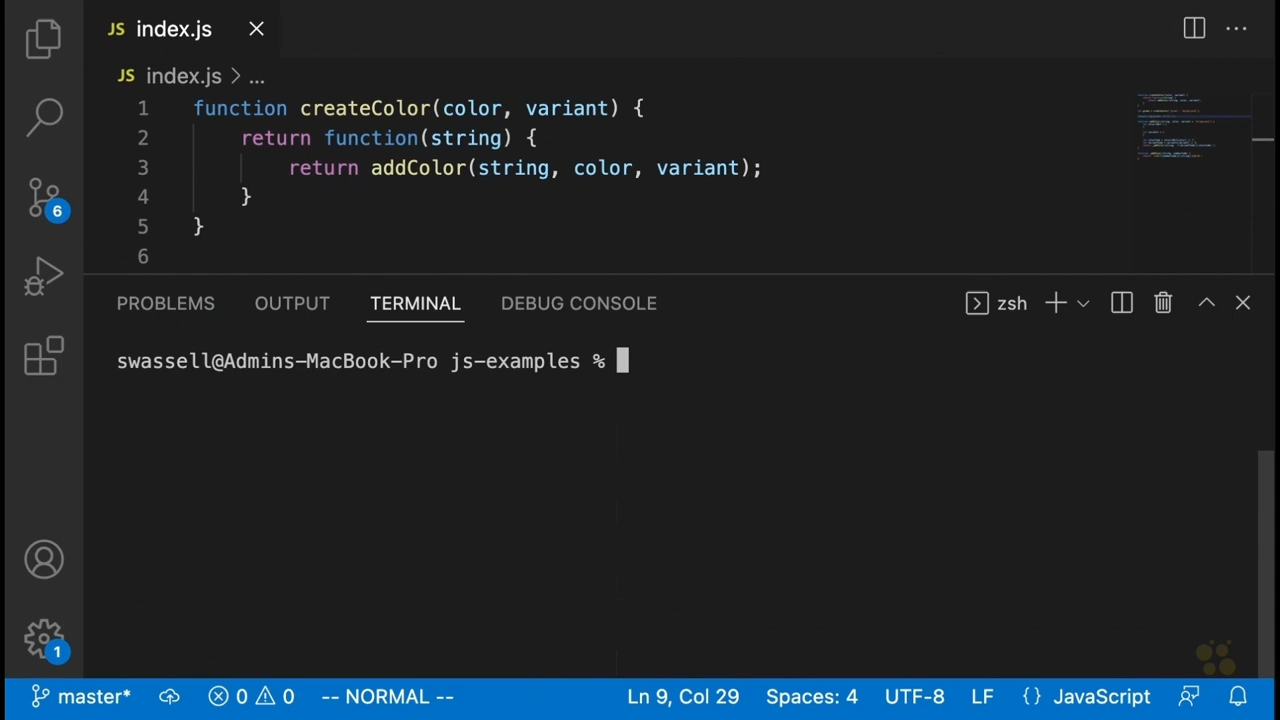 JS index.js
JS index.js > ...
1 function createColor(color, variant) {
2 return function(string) {
3 return addColor(string, color, variant);
4 }
5 }
6
6
PROBLEMS OUTPUT TERMINAL DEBUG CONSOLE zsh
swassell@Admins-MacBook-Pro js-examples %
1
master* 0 0 -- NORMAL -- Ln 9, Col 29 Spaces: 4 UTF-8 LF {} JavaScript